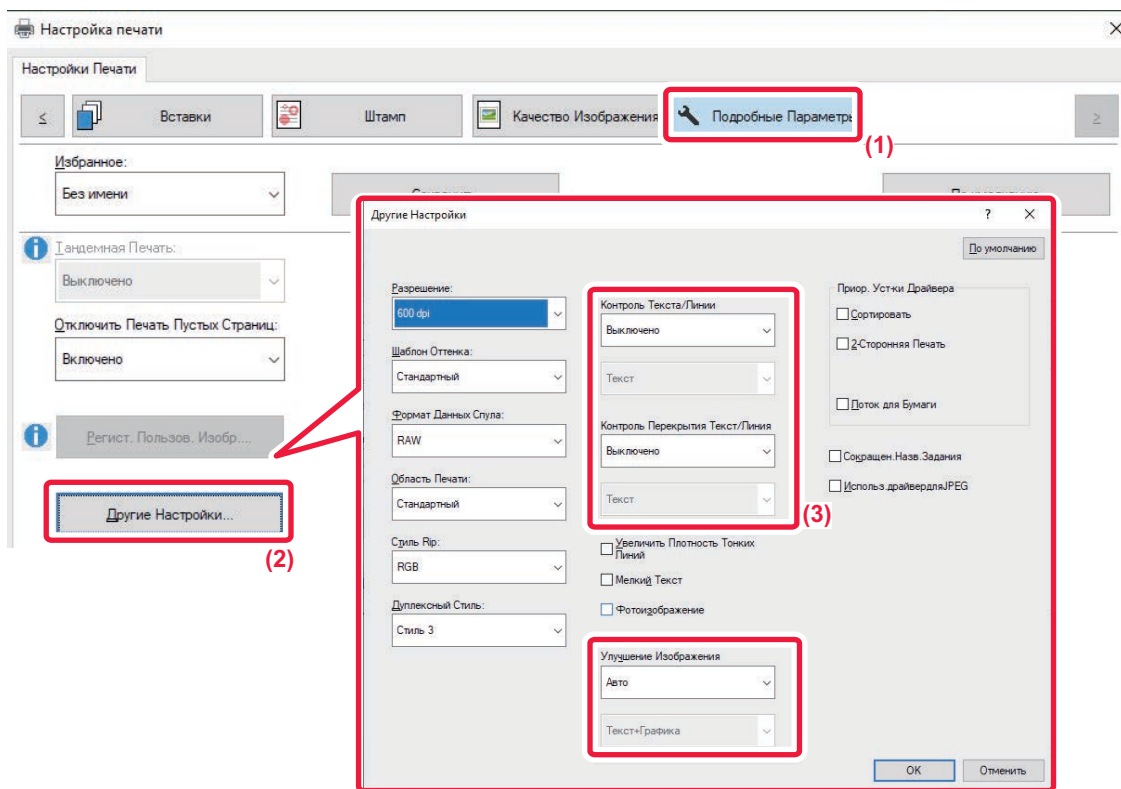 Настройка печати
Настройки Печати
<
Вставки
Штамп
Качество Изображения
Подробные Параметры
>
(1)
Избранное:
Без имени
Тандемная Печать:
Выключено
Отключить Печать Пустых Страниц:
Включено
Регист. Пользов. Изобр....
Другие Настройки...
(2)
Другие Настройки
?
По умолчанию
Разрешение:
600 dpi
Шаблон Оттенка:
Стандартный
Формат Данных Спула:
RAW
Область Печати:
Стандартный
Стиль Rip:
RGB
Дуплексный Стиль:
Стиль 3
Контроль Текста/Линии
Выключено
Текст
Контроль Перекрытия Текст/Линия
Выключено
Текст
(3)
Увеличить Плотность Тонких
Линий
Мелкий Текст
Фотоизображение
Улучшение Изображения
Авто
Текст+Графика
Приор. Уст-ки Драйвера
Сортировать
2-Сторонняя Печать
Лоток для Бумаги
Сокращен.Назв.Задания
Использ.драйвердляJPEG
OK
Отменить